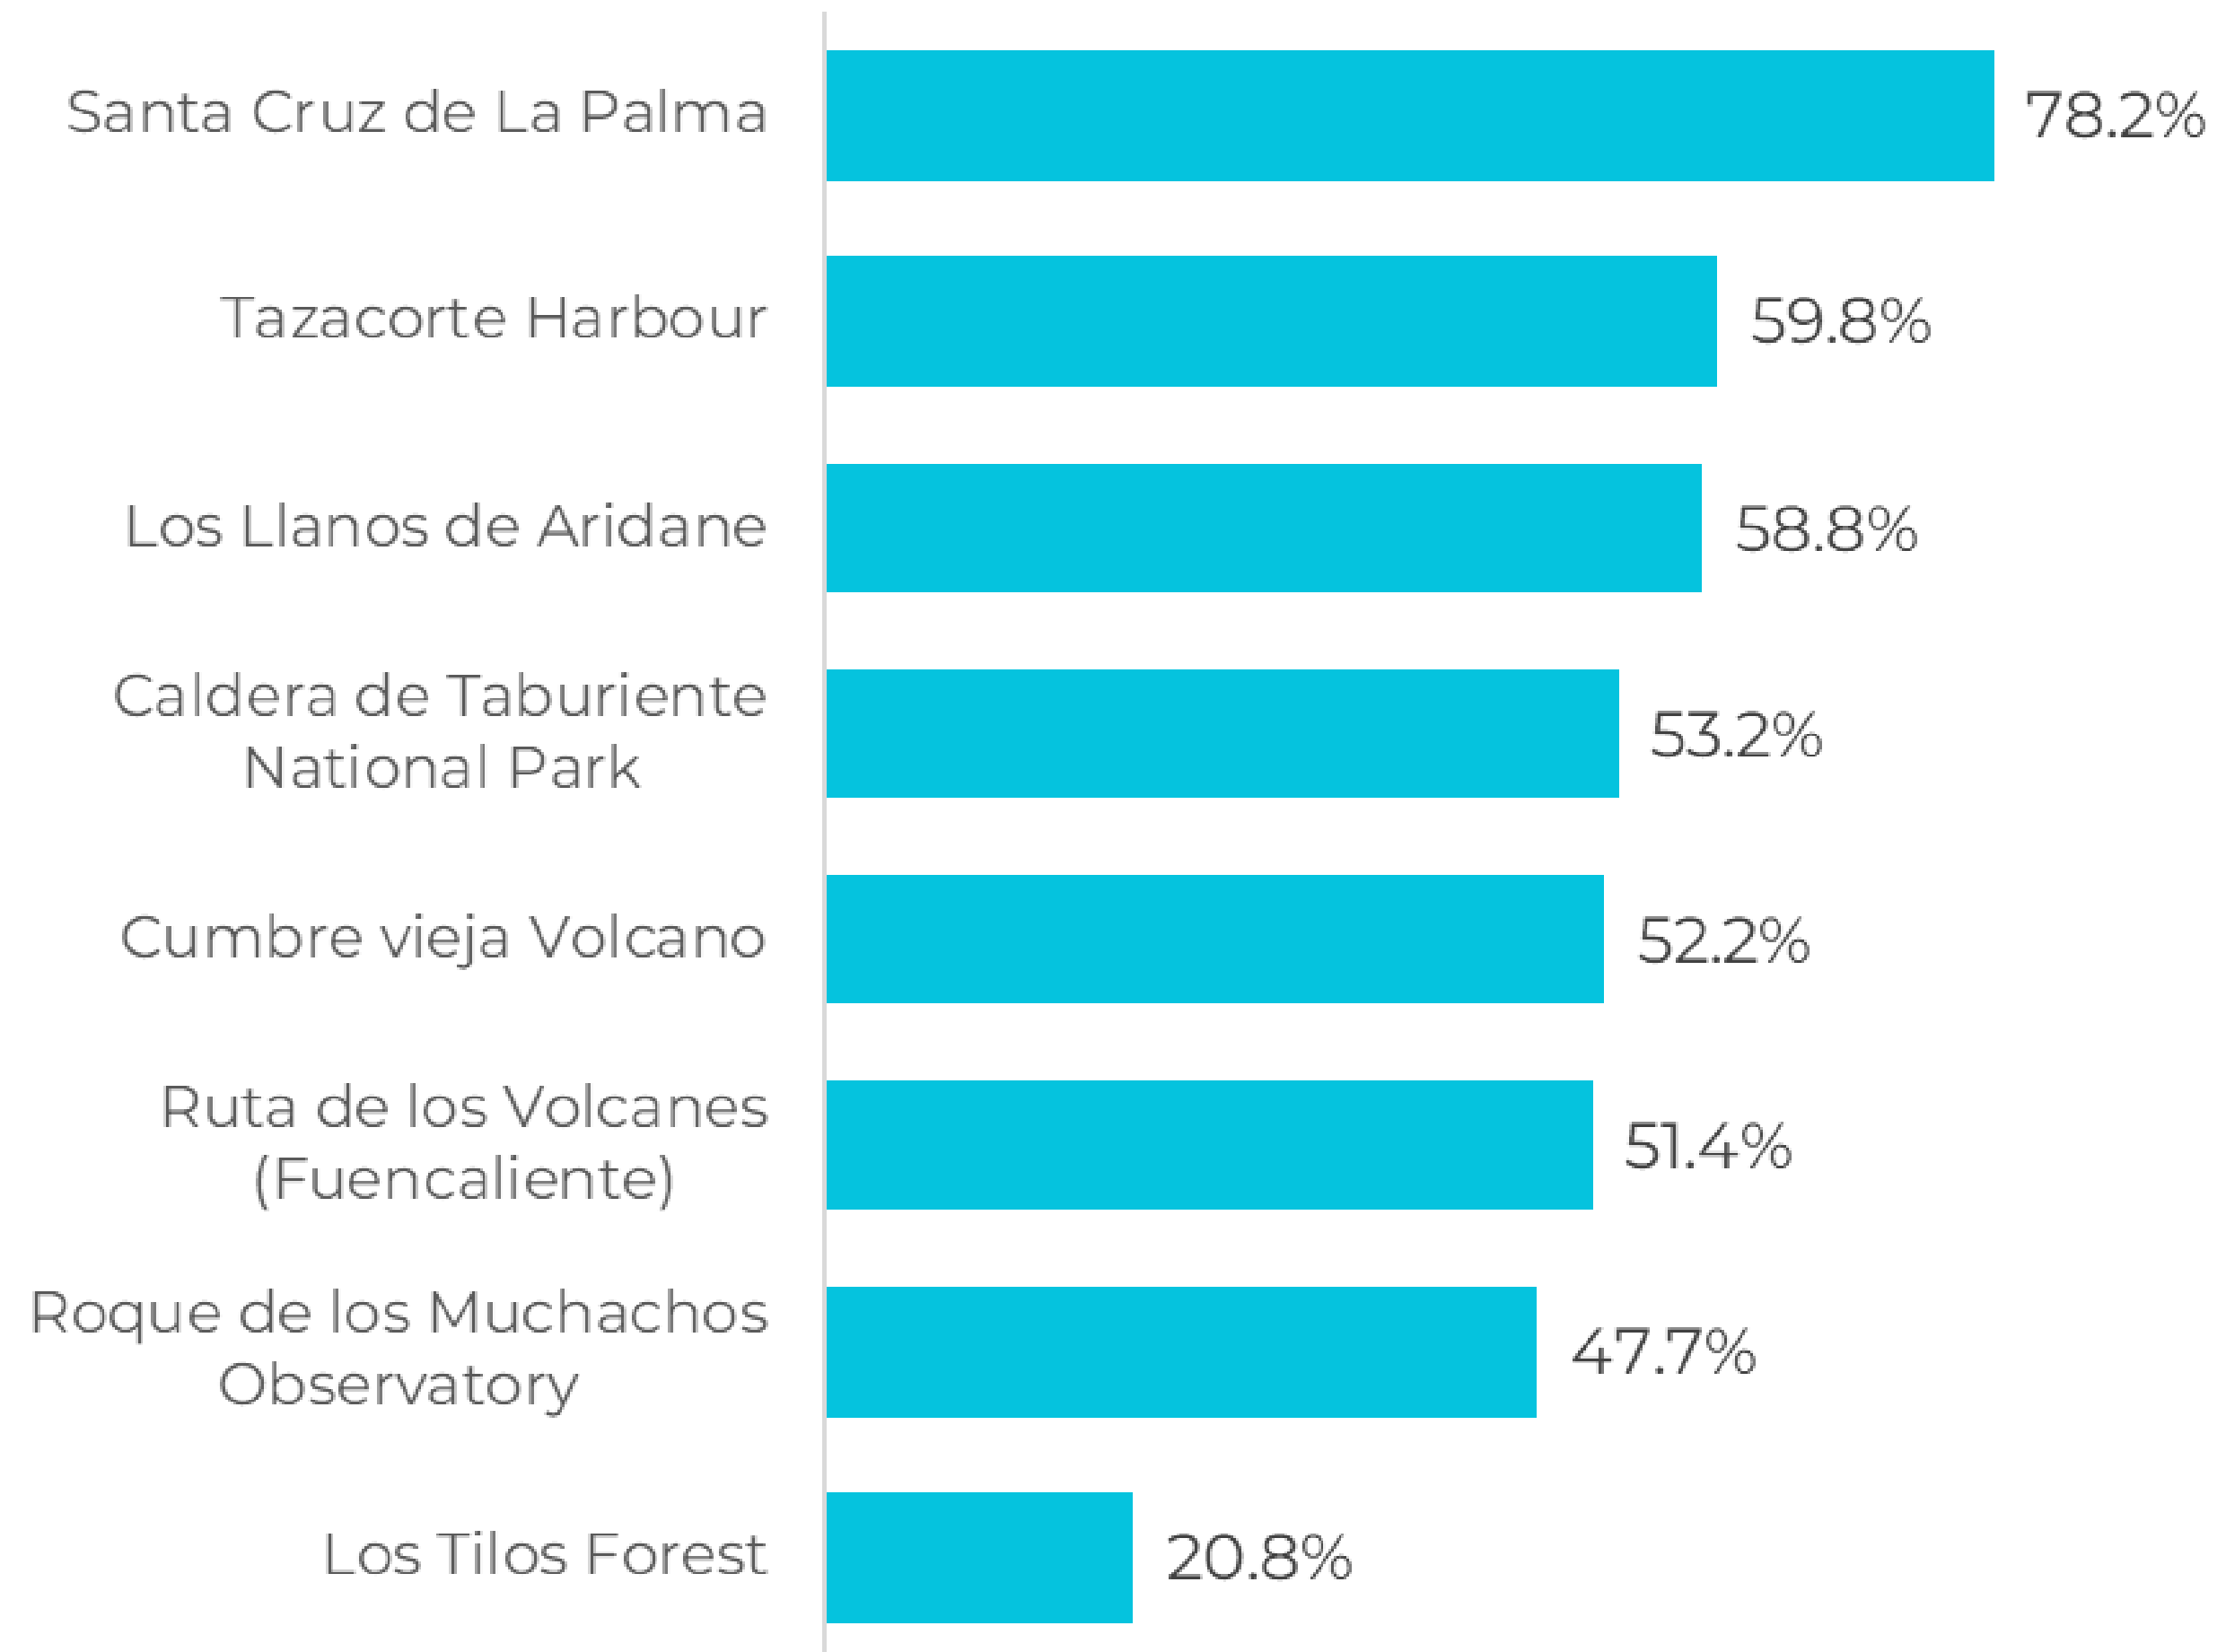 Santa Cruz de La Palma 78.2%
Tazacorte Harbour 59.8%
Los Llanos de Aridane 58.8%
Caldera de Taburiente
National Park 53.2%
Cumbre vieja Volcano 52.2%
Ruta de los Volcanes
(Fuencaliente) 51.4%
Roque de los Muchachos
Observatory 47.7%
Los Tilos Forest 20.8%